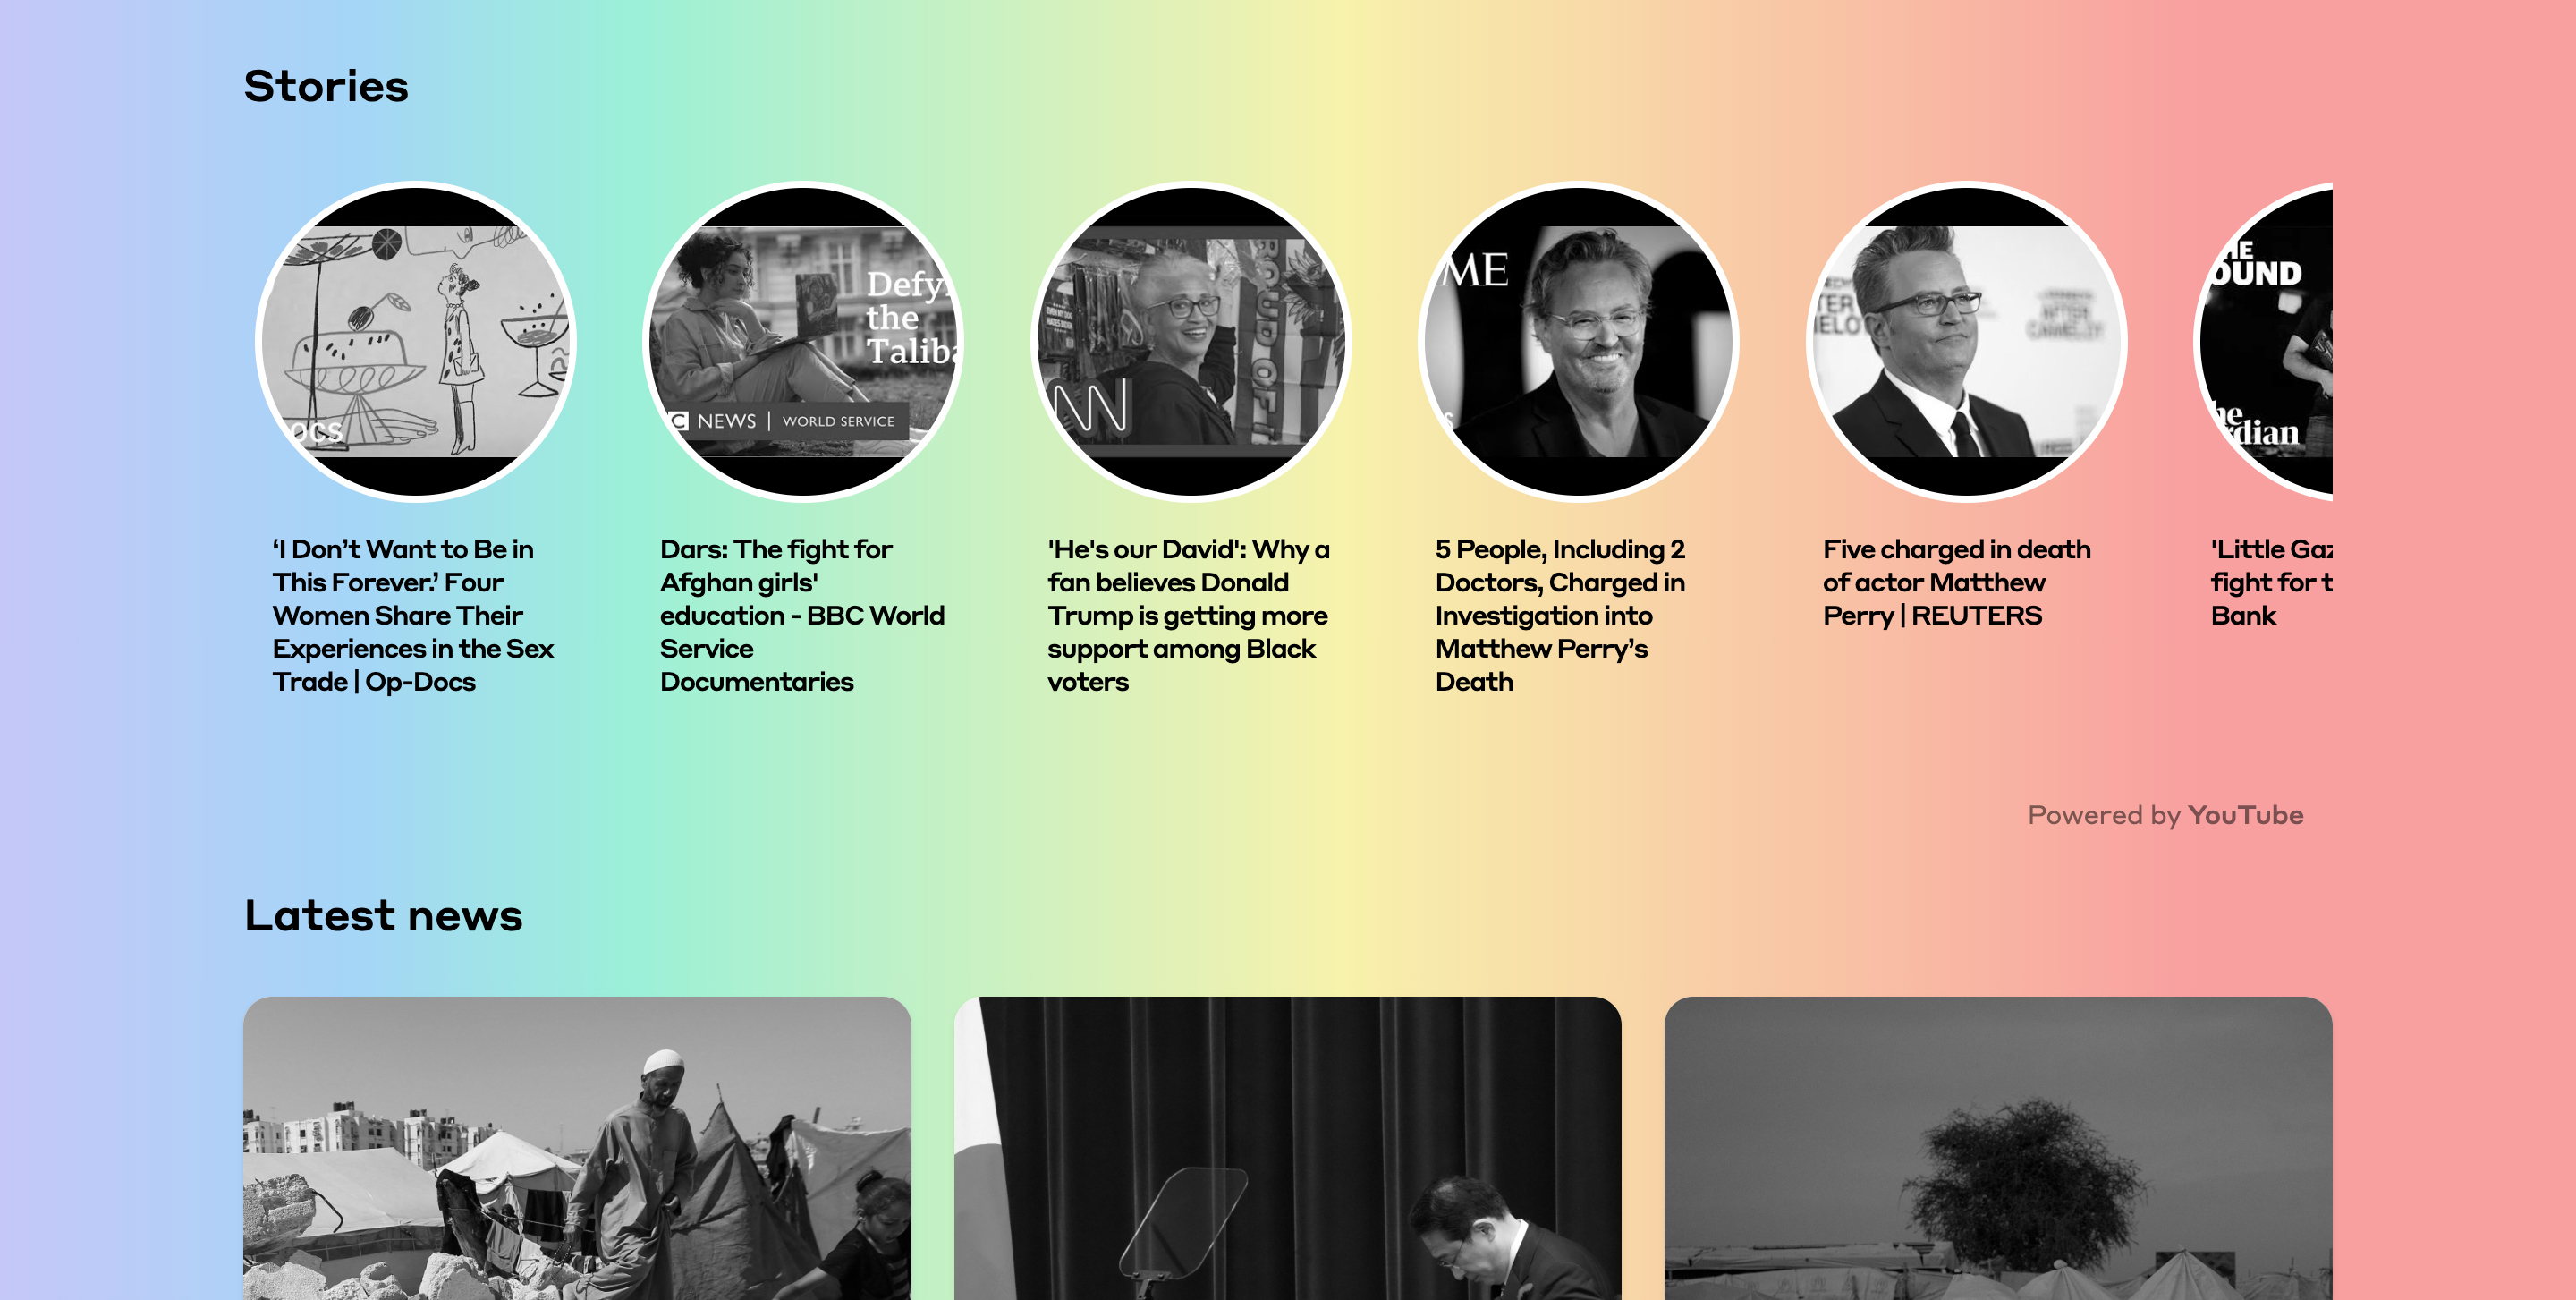 Stories
OCS
Defy
the
Taliba
C NEWS | WORLD SERVICE
ROUD OF
ME
HE
OUND
he
rdian
‘I Don’t Want to Be in
This Forever.’ Four
Women Share Their
Experiences in the Sex
Trade | Op-Docs
Dars: The fight for
Afghan girls'
education - BBC World
Service
Documentaries
'He's our David': Why a
fan believes Donald
Trump is getting more
support among Black
voters
5 People, Including 2
Doctors, Charged in
Investigation into
Matthew Perry’s
Death
Five charged in death
of actor Matthew
Perry | REUTERS
'Little Gaz
fight for t
Bank
Powered by YouTube
Latest news